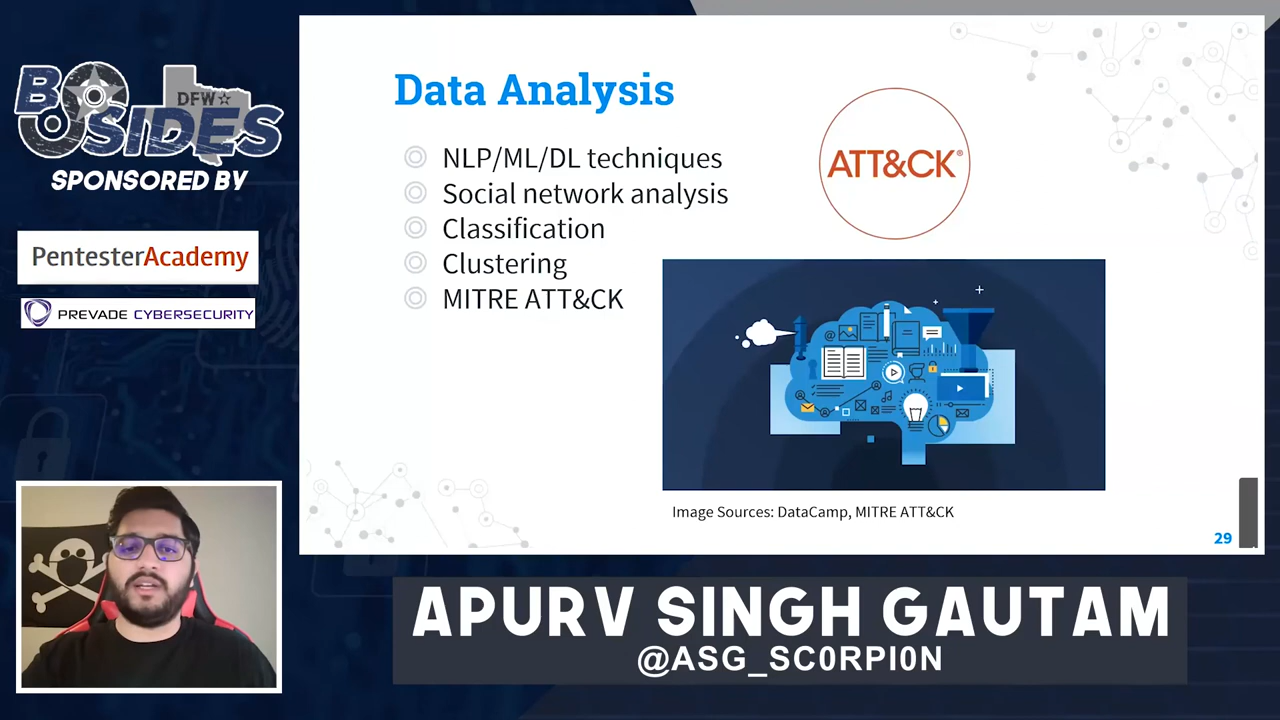 BSIDES
DFW
SPONSORED BY
PentesterAcademy
PREVADE CYBERSECURITY
Data Analysis
NLP/ML/DL techniques
Social network analysis
Classification
Clustering
MITRE ATT&CK
ATT&CK®
Image Sources: DataCamp, MITRE ATT&CK
29
APURV SINGH GAUTAM
@ASG_SC0RPI0N